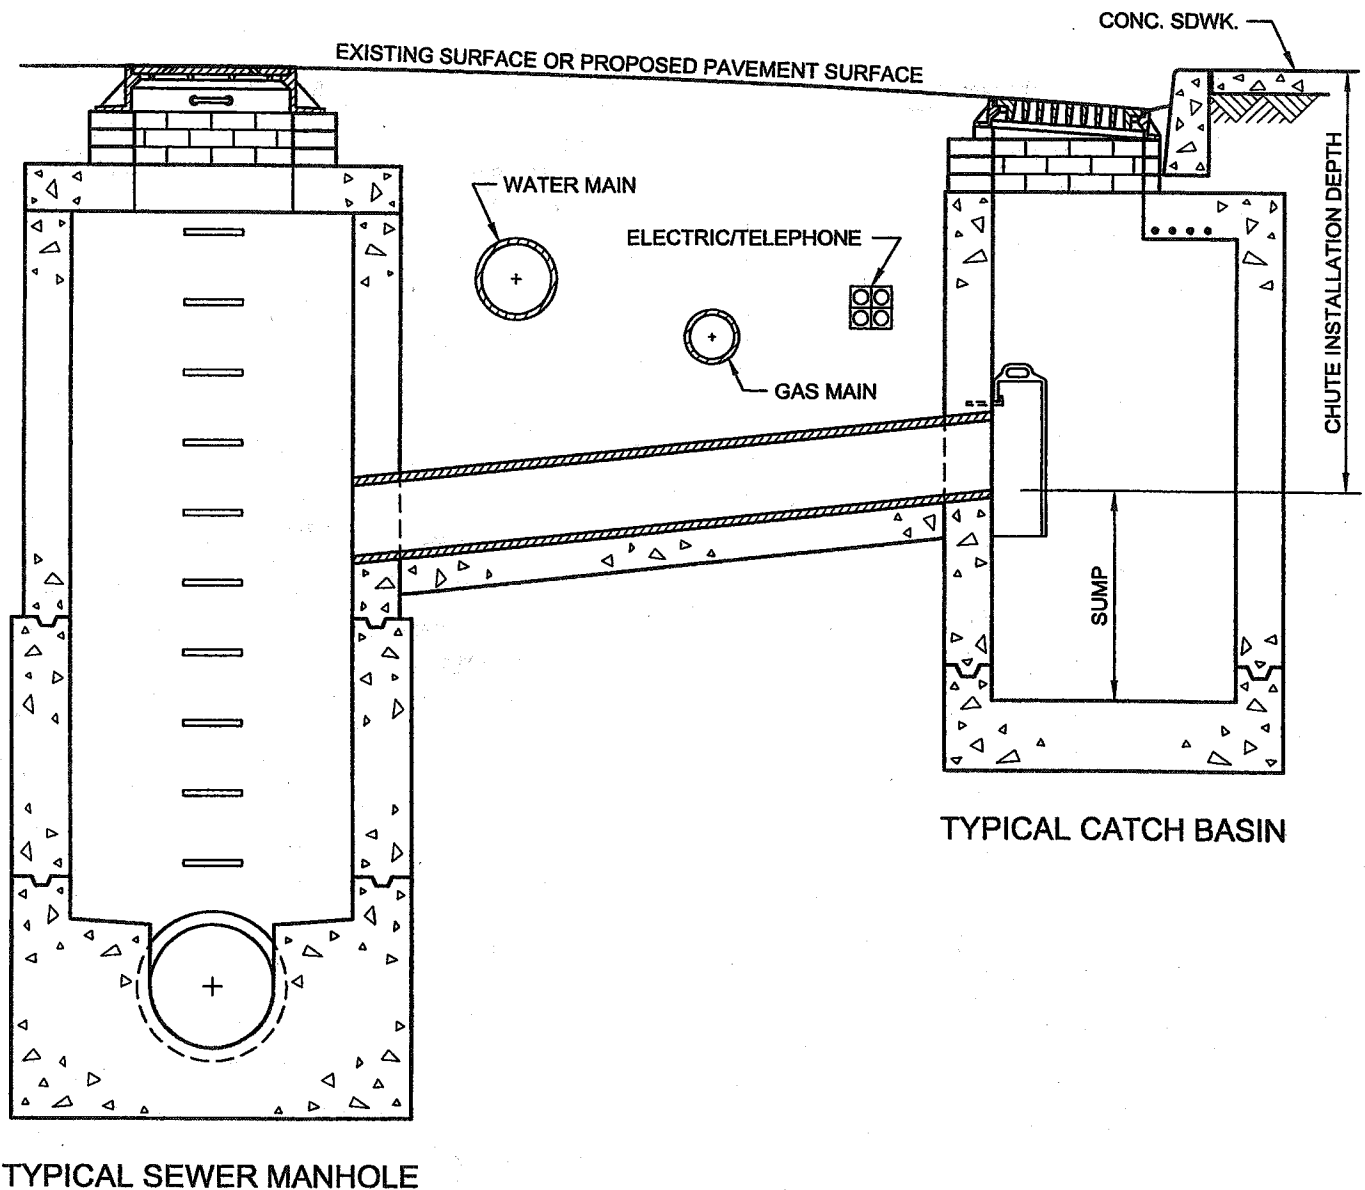 CONC. SDWK.
EXISTING SURFACE OR PROPOSED PAVEMENT SURFACE
WATER MAIN
ELECTRIC/TELEPHONE
GAS MAIN
CHUTE INSTALLATION DEPTH
SUMP
TYPICAL CATCH BASIN
TYPICAL SEWER MANHOLE